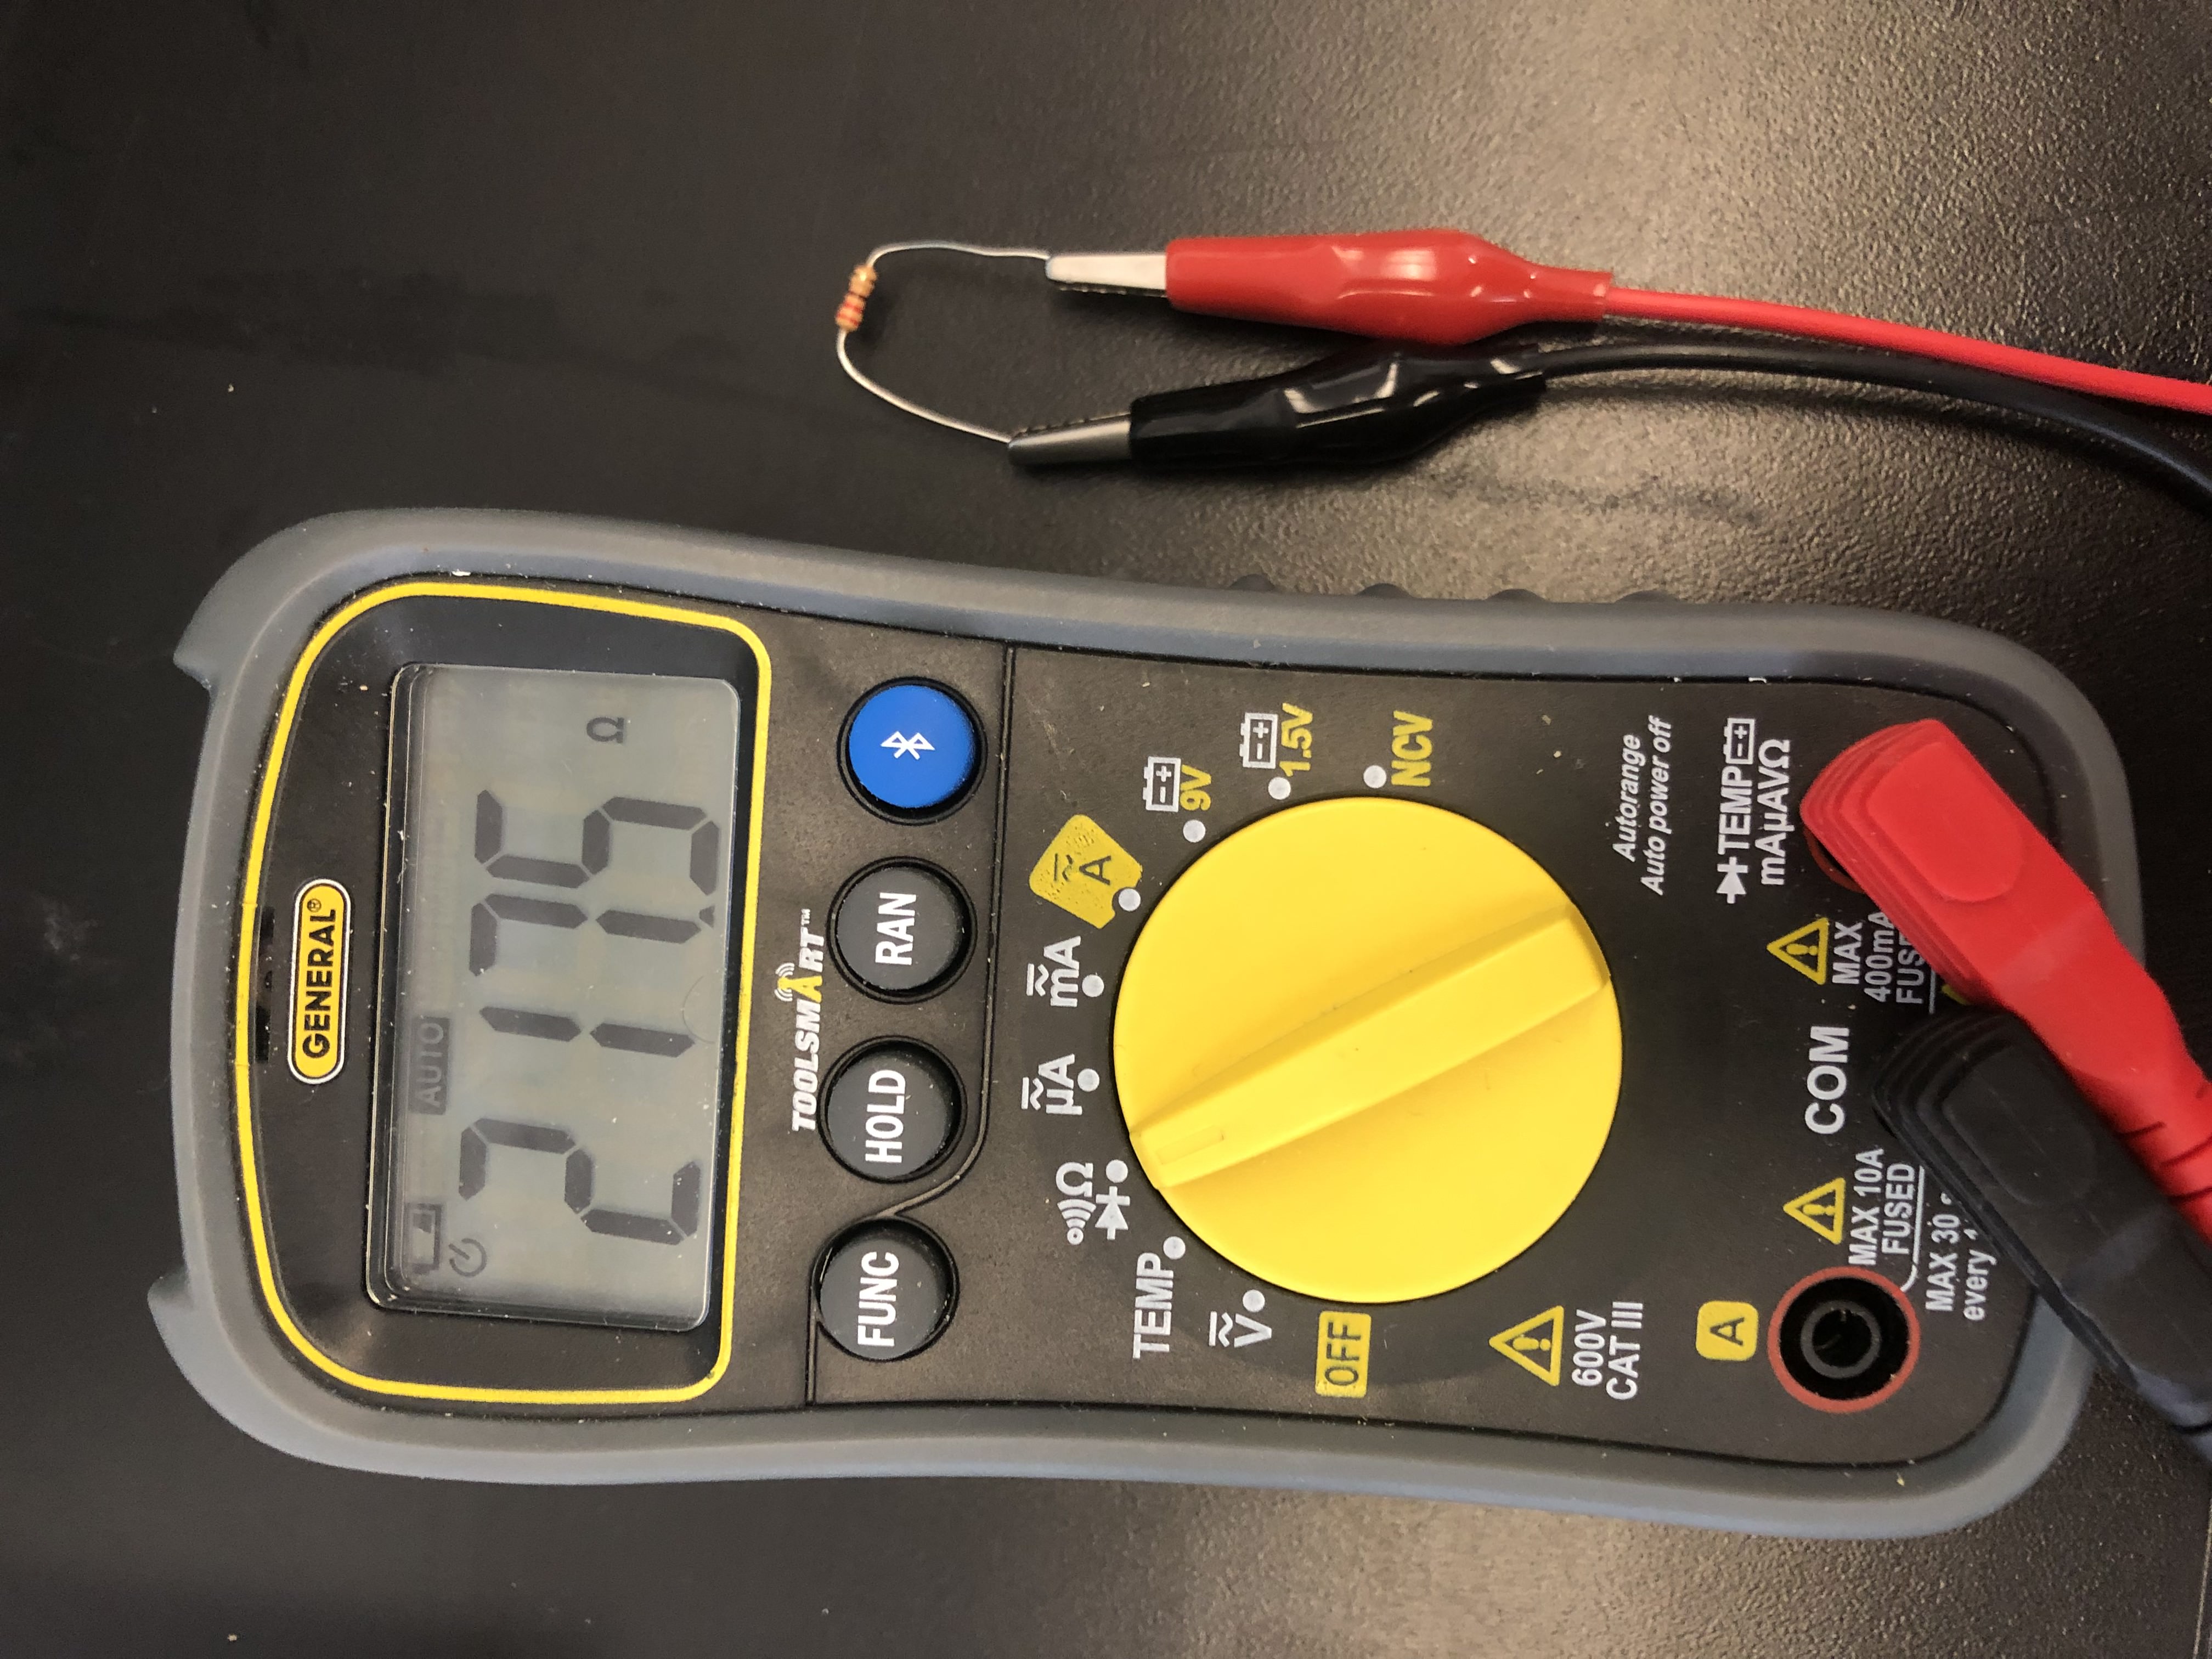 GENERAL®
AUTO
217.5 Ω
TOOLSMART™
FUNC HOLD RAN
Ω µA mA A
TEMP
9V
V
1.5V
OFF
NCV
600V
CAT III
Autorange
Auto power off
A
TEMP
mAµAVΩ
COM
MAX 10A
FUSED
MAX
400mA
MAX 30
every